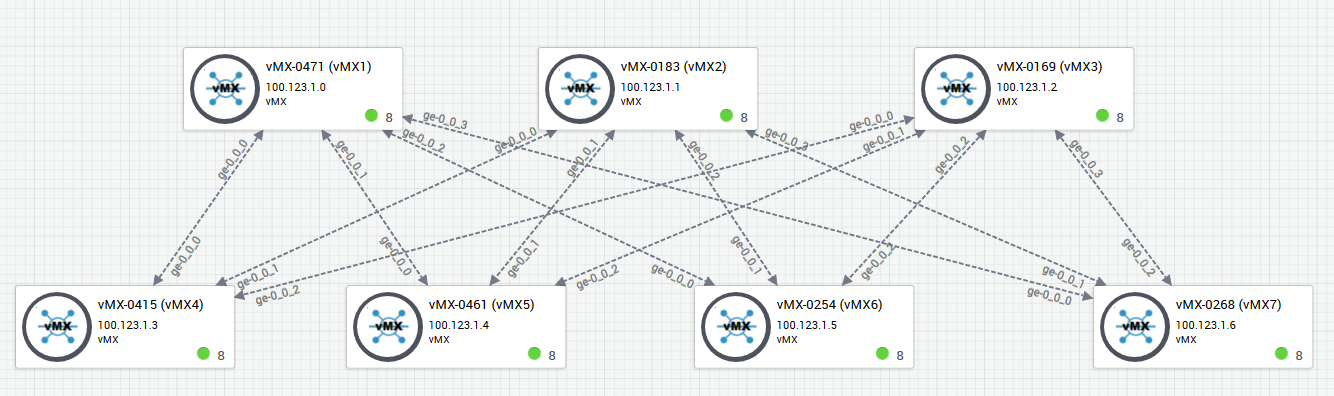 vMX-0471 (vMX1)
100.123.1.0
vMX
vMX
8
vMX-0183 (vMX2)
100.123.1.1
vMX
vMX
8
vMX-0169 (vMX3)
100.123.1.2
vMX
vMX
8
ge-0_0_0
ge-0_0_1
ge-0_0_2
ge-0_0_3
ge-0_0_0
ge-0_0_1
ge-0_0_2
ge-0_0_3
ge-0_0_0
ge-0_0_1
ge-0_0_2
ge-0_0_3
ge-0_0_0
ge-0_0_1
ge-0_0_2
ge-0_0_0
ge-0_0_1
ge-0_0_2
ge-0_0_0
ge-0_0_1
ge-0_0_2
ge-0_0_0
ge-0_0_1
ge-0_0_2
vMX-0415 (vMX4)
100.123.1.3
vMX
vMX
8
vMX-0461 (vMX5)
100.123.1.4
vMX
vMX
8
vMX-0254 (vMX6)
100.123.1.5
vMX
vMX
8
vMX-0268 (vMX7)
100.123.1.6
vMX
vMX
8